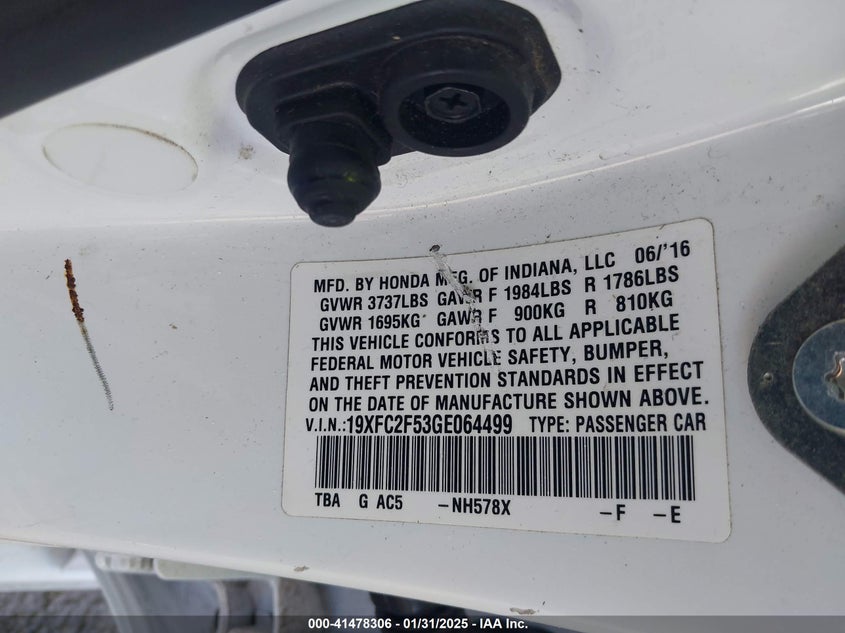 MFD. BY HONDA MFG. OF INDIANA, LLC 06/'16
GVWR 3737LBS GAWR F 1984LBS R 1786LBS
GVWR 1695KG GAWR F 900KG R 810KG
THIS VEHICLE CONFORMS TO ALL APPLICABLE
FEDERAL MOTOR VEHICLE SAFETY, BUMPER,
AND THEFT PREVENTION STANDARDS IN EFFECT
ON THE DATE OF MANUFACTURE SHOWN ABOVE.
V.I.N.:19XFC2F53GE064499 TYPE: PASSENGER CAR
TBA G AC5 -NH578X -F -E
000-41478306 - 01/31/2025 - IAA Inc.